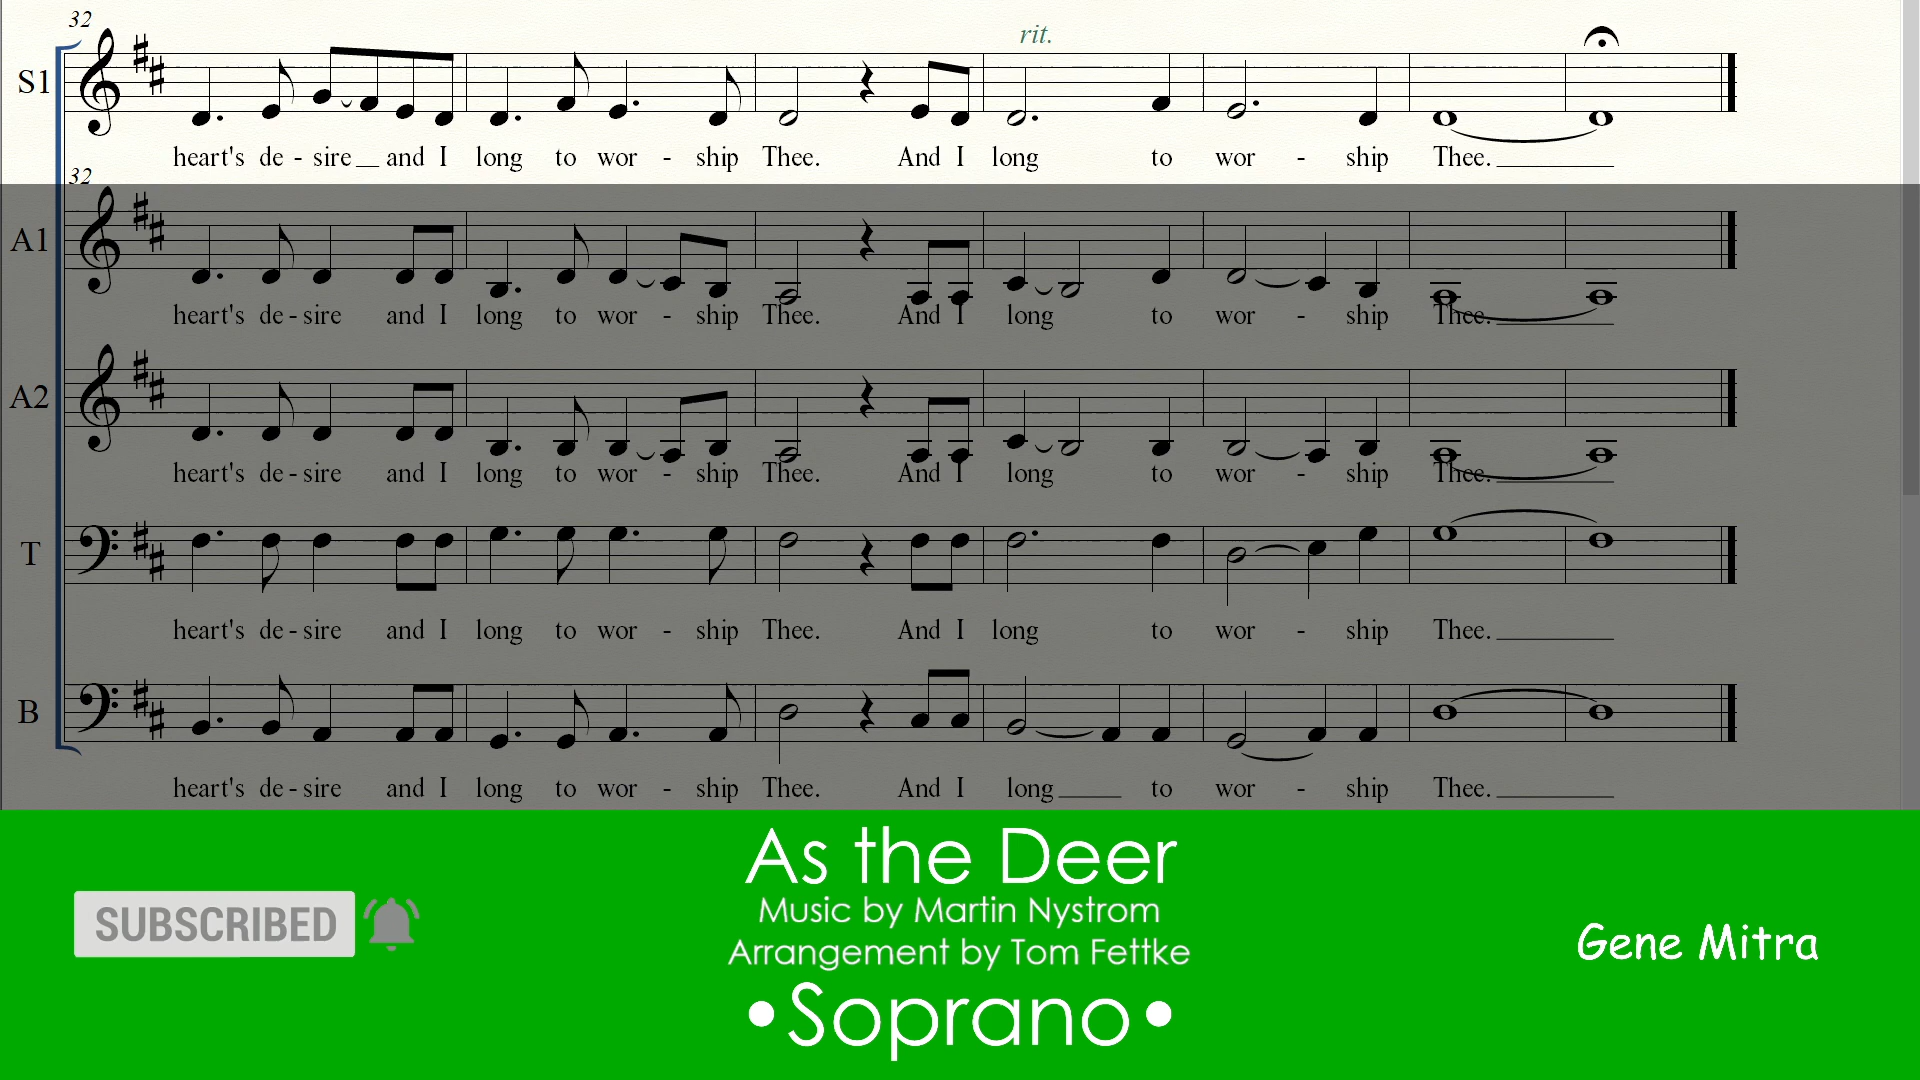 32
rit.
S1
heart's de - sire and I long to wor - ship Thee. And I long to wor - ship Thee.
32
A1
heart's de - sire and I long to wor - ship Thee. And I long to wor - ship Thee.
A2
heart's de - sire and I long to wor - ship Thee. And I long to wor - ship Thee.
T
heart's de - sire and I long to wor - ship Thee. And I long to wor - ship Thee.
B
heart's de - sire and I long to wor - ship Thee. And I long to wor - ship Thee.
As the Deer
Music by Martin Nystrom
Arrangement by Tom Fettke
•Soprano•
SUBSCRIBED
Gene Mitra